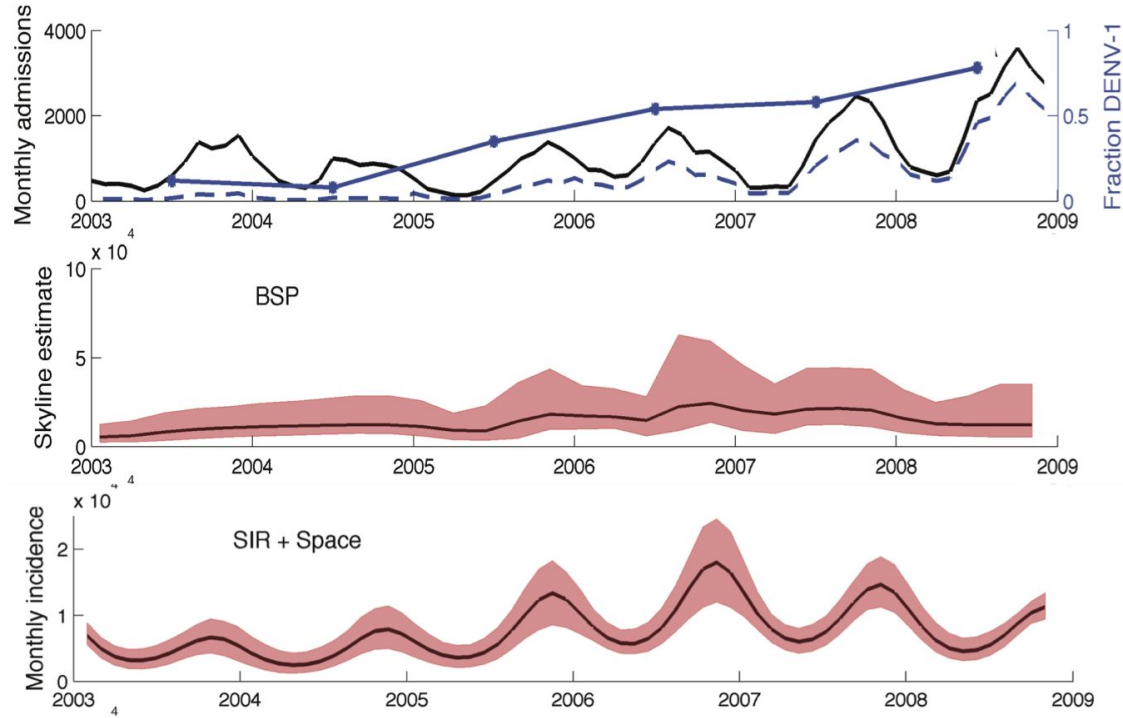 Monthly admissions
4000
2000
0
1
0.5
0
Fraction DENV-1
2003 2004 2005 2006 2007 2008 2009
x 10 4
Skyline estimate
10
5
0
BSP
2003 2004 2005 2006 2007 2008 2009
x 10 4 4
Monthly incidence
2
1
0
SIR + Space
2003 2004 2005 2006 2007 2008 2009
4